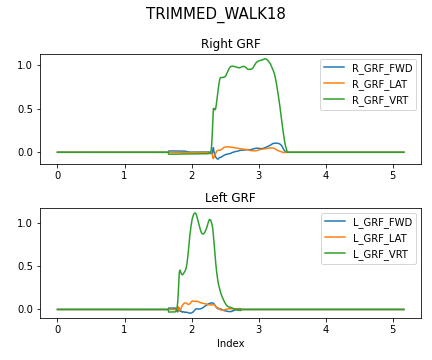 TRIMMED_WALK18
Right GRF
R_GRF_FWD
R_GRF_LAT
R_GRF_VRT
1.0
0.5
0.0
0 1 2 3 4 5
Left GRF
L_GRF_FWD
L_GRF_LAT
L_GRF_VRT
1.0
0.5
0.0
0 1 2 3 4 5
Index